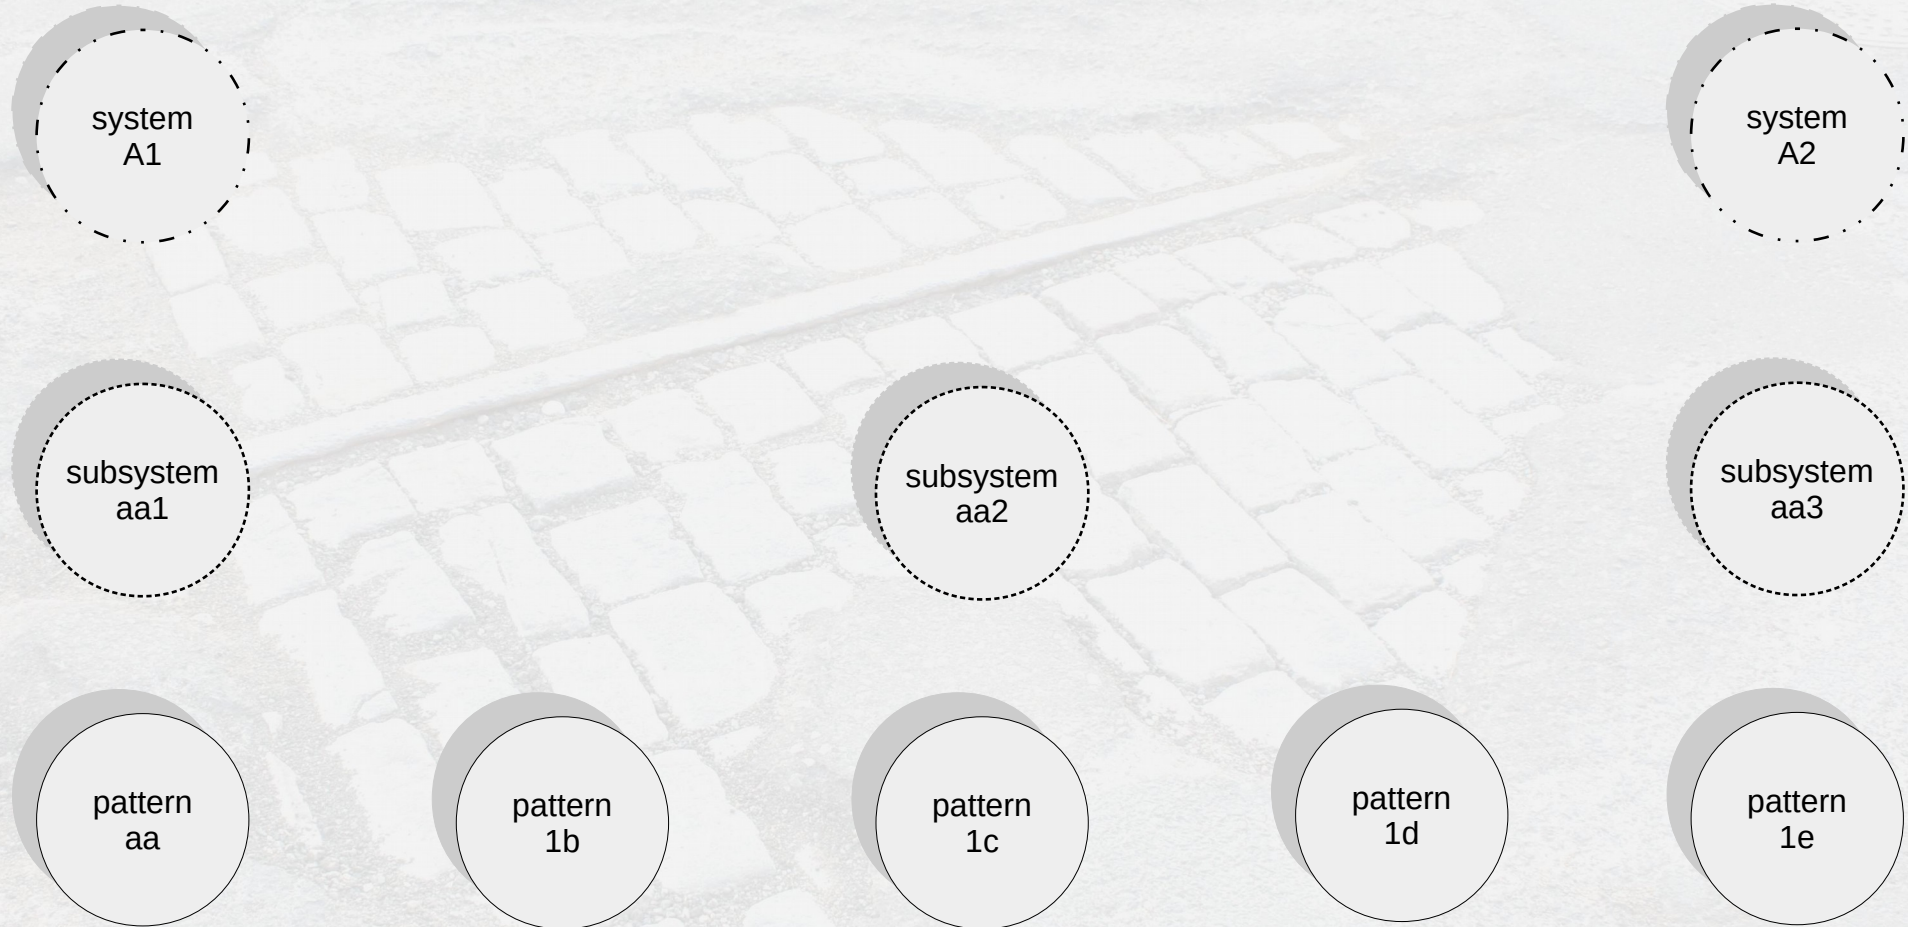 system
A1
system
A2
subsystem
aa1
subsystem
aa2
subsystem
aa3
pattern
aa
pattern
1b
pattern
1c
pattern
1d
pattern
1e